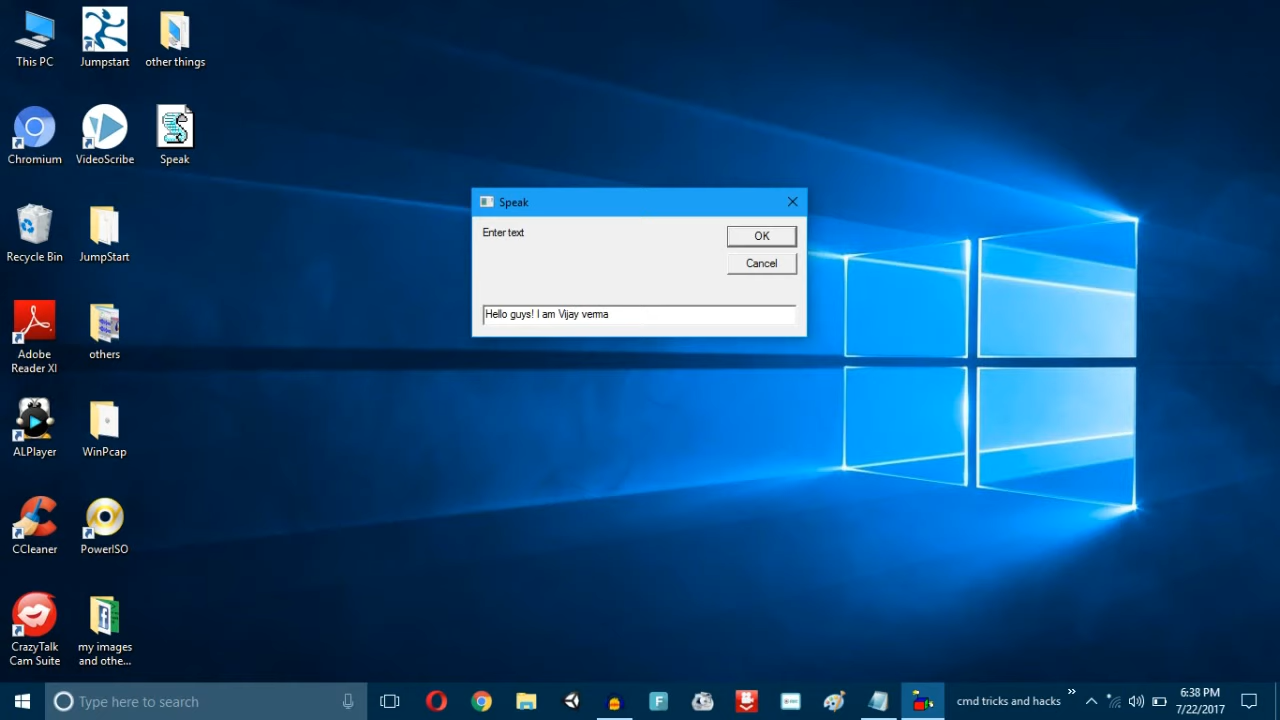 This PC
Jumpstart
other things
Chromium
VideoScribe
Speak
Recycle Bin
JumpStart
Adobe
Reader XI
others
ALPlayer
WinPcap
CCleaner
PowerISO
CrazyTalk
Cam Suite
my images
and othe...
Speak
Enter text
OK
Cancel
Hello guys! I am Vijay verma
Type here to search
cmd tricks and hacks
6:38 PM
7/22/2017